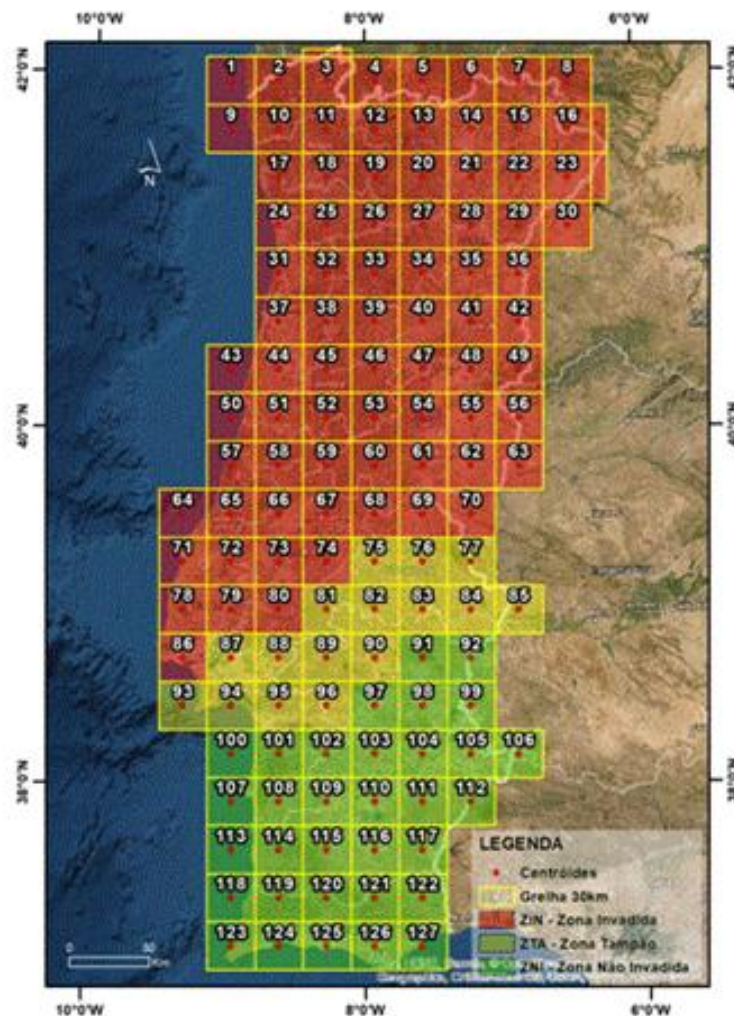 10°0'W 8°0'W 6°0'W
42°0'N 42°0'N
1 2 3 4 5 6 7 8
9 10 11 12 13 14 15 16
N
17 18 19 20 21 22 23
24 25 26 27 28 29 30
31 32 33 34 35 36
37 38 39 40 41 42
43 44 45 46 47 48 49
40°0'N 40°0'N
50 51 52 53 54 55 56
57 58 59 60 61 62 63
64 65 66 67 68 69 70
71 72 73 74 75 76 77
78 79 80 81 82 83 84 85
86 87 88 89 90 91 92
93 94 95 96 97 98 99
100 101 102 103 104 105 106
38°0'N 38°0'N
107 108 109 110 111 112
113 114 115 116 117
118 119 120 121 122
123 124 125 126 127
LEGENDA
Centróides
Grelha 30km
ZIN - Zona Invadida
ZTA - Zona Tampão
ZNI - Zona Não Invadida
0 50
Km
10°0'W 8°0'W 6°0'W